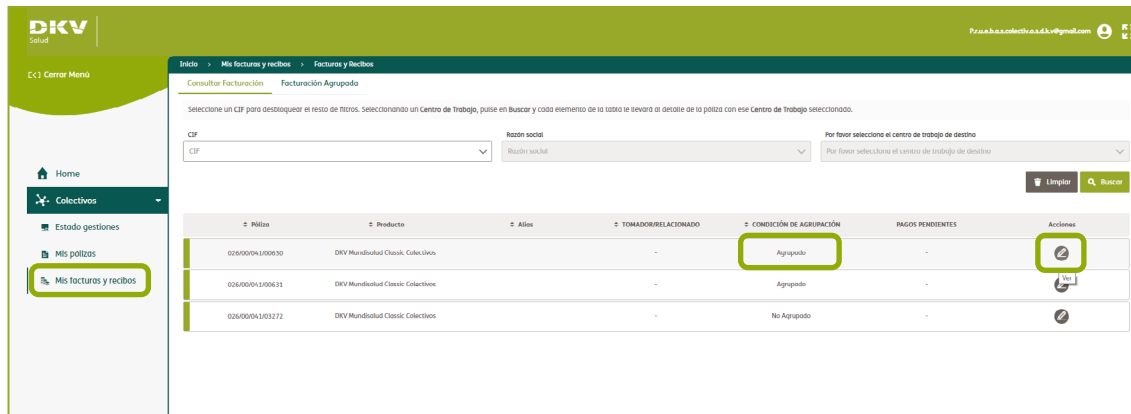 DKV
Salud
P.r.u.e.b.a.s.colectiv.o.s.d.k.v@gmail.com
[<] Cerrar Menú
Inicio > Mis facturas y recibos > Facturas y Recibos
Consultar Facturación Facturación Agrupada
Seleccione un CIF para desbloquear el resto de filtros. Seleccionando un Centro de Trabajo, pulse en Buscar y cada elemento de la tabla le llevará al detalle de la póliza con ese Centro de Trabajo seleccionado.
CIF Razón social Por favor selecciona el centro de trabajo de destino
CIF Razón social Por favor selecciona el centro de trabajo de destino
Limpiar Buscar
Home
Colectivos
Estado gestiones
Mis pólizas
Mis facturas y recibos
Póliza Producto Alias TOMADOR/RELACIONADO CONDICIÓN DE AGRUPACIÓN PAGOS PENDIENTES Acciones
026/00/041/00630 DKV Mundisalud Classic Colectivos - Agrupado -
Ver
026/00/041/00631 DKV Mundisalud Classic Colectivos - Agrupado -
026/00/041/03272 DKV Mundisalud Classic Colectivos - No Agrupado -